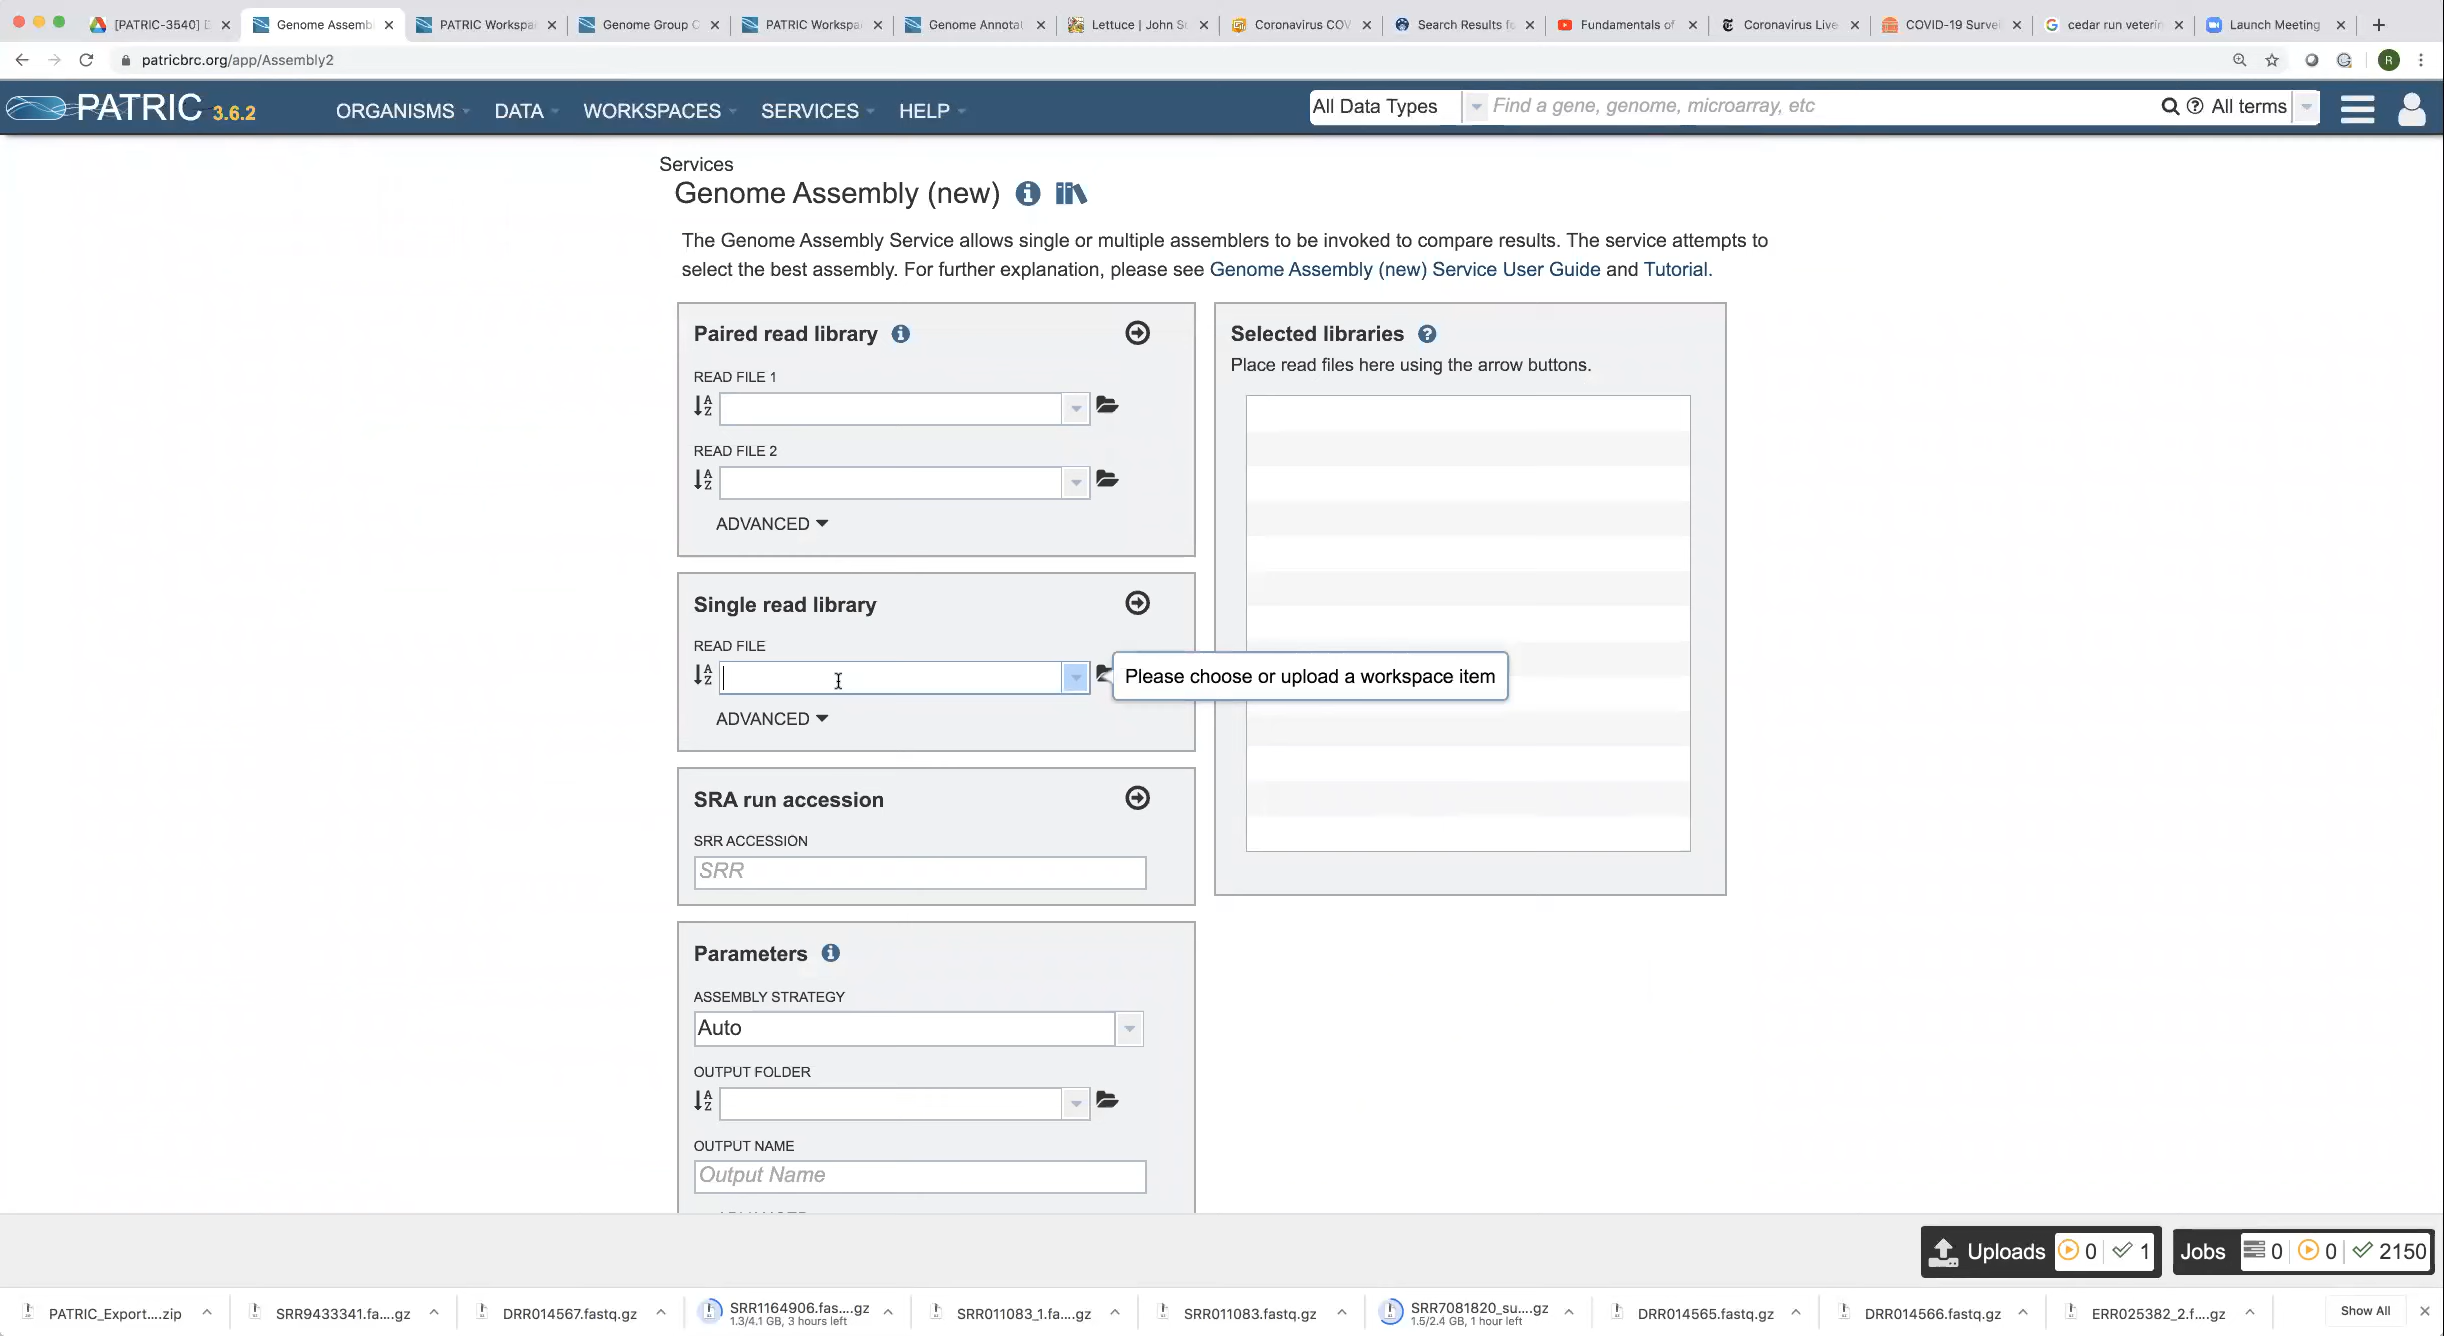 [PATRIC-3540]
Genome Assembl
PATRIC Workspa
Genome Group C
PATRIC Workspa
Genome Annotat
Lettuce | John S
Coronavirus COV
Search Results fo
Fundamentals of
Coronavirus Live
COVID-19 Surve
cedar run veterin
Launch Meeting
patricbrc.org/app/Assembly2
R
PATRIC 3.6.2
ORGANISMS
DATA
WORKSPACES
SERVICES
HELP
All Data Types
Find a gene, genome, microarray, etc
All terms
Services
Genome Assembly (new)
The Genome Assembly Service allows single or multiple assemblers to be invoked to compare results. The service attempts to
select the best assembly. For further explanation, please see Genome Assembly (new) Service User Guide and Tutorial.
Paired read library
READ FILE 1
READ FILE 2
ADVANCED
Single read library
READ FILE
Please choose or upload a workspace item
ADVANCED
SRA run accession
SRR ACCESSION
SRR
Parameters
ASSEMBLY STRATEGY
Auto
OUTPUT FOLDER
OUTPUT NAME
Output Name
Selected libraries
Place read files here using the arrow buttons.
Uploads 0 1
Jobs 0 0 2150
PATRIC_Export....zip
SRR9433341.fa....gz
DRR014567.fastq.gz
SRR1164906.fas....gz
1.3/4.1 GB, 3 hours left
SRR011083_1.fa....gz
SRR011083.fastq.gz
SRR7081820_su....gz
1.5/2.4 GB, 1 hour left
DRR014565.fastq.gz
DRR014566.fastq.gz
ERR025382_2.f....gz
Show All